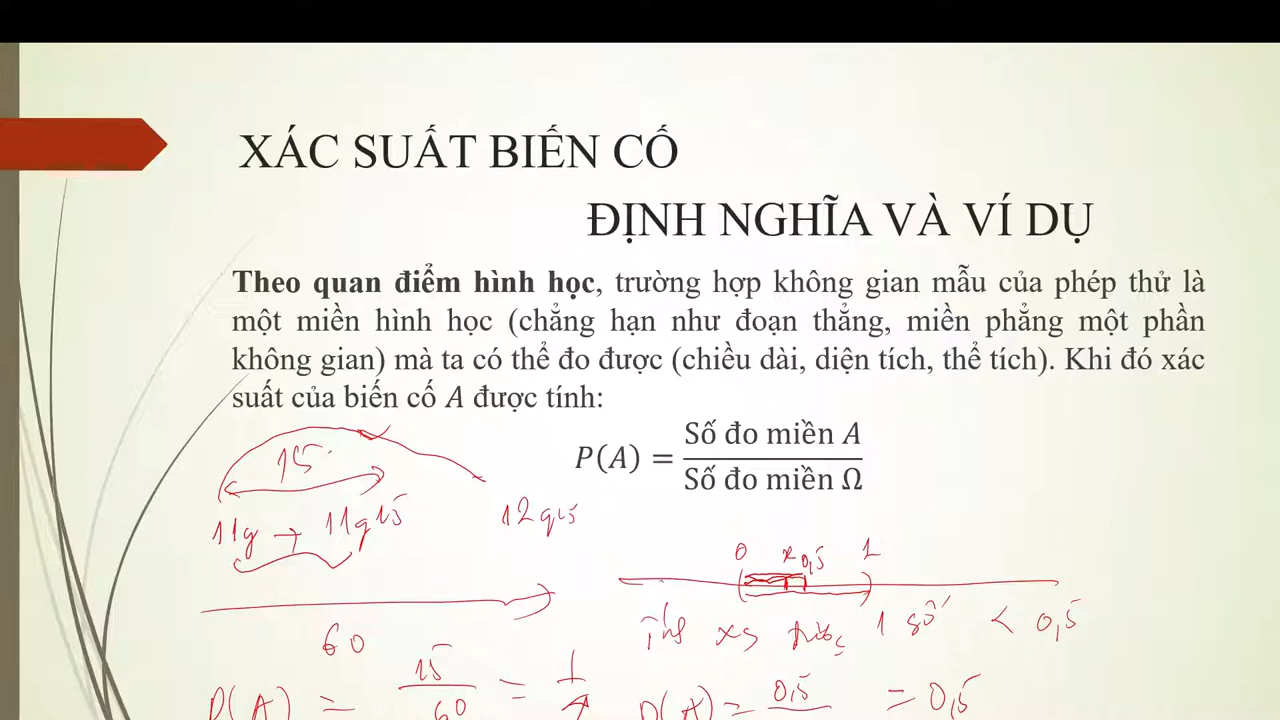 XÁC SUẤT BIẾN CỐ
ĐỊNH NGHĨA VÀ VÍ DỤ
Theo quan điểm hình học, trường hợp không gian mẫu của phép thử là
một miền hình học (chẳng hạn như đoạn thẳng, miền phẳng một phần
không gian) mà ta có thể đo được (chiều dài, diện tích, thể tích). Khi đó xác
suất của biến cố A được tính:
P(A) = Số đo miền A / Số đo miền Ω
15
11g → 11g15
12g15
60
P(A) = 15/60 =
0 x 0,5 1
xs 1 số < 0,5
P(A) = 0,5 = 0,5